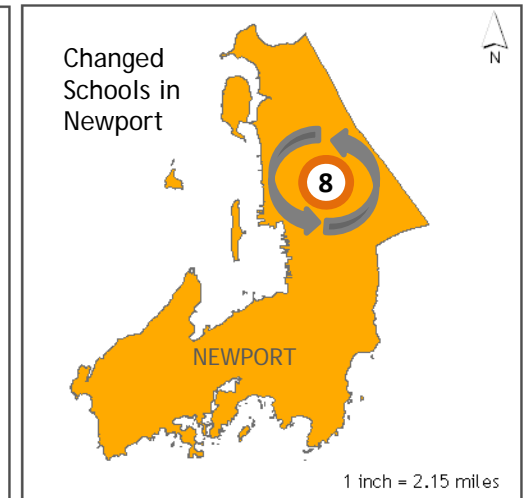 Changed
Schools in
Newport
N
8
NEWPORT
1 inch = 2.15 miles